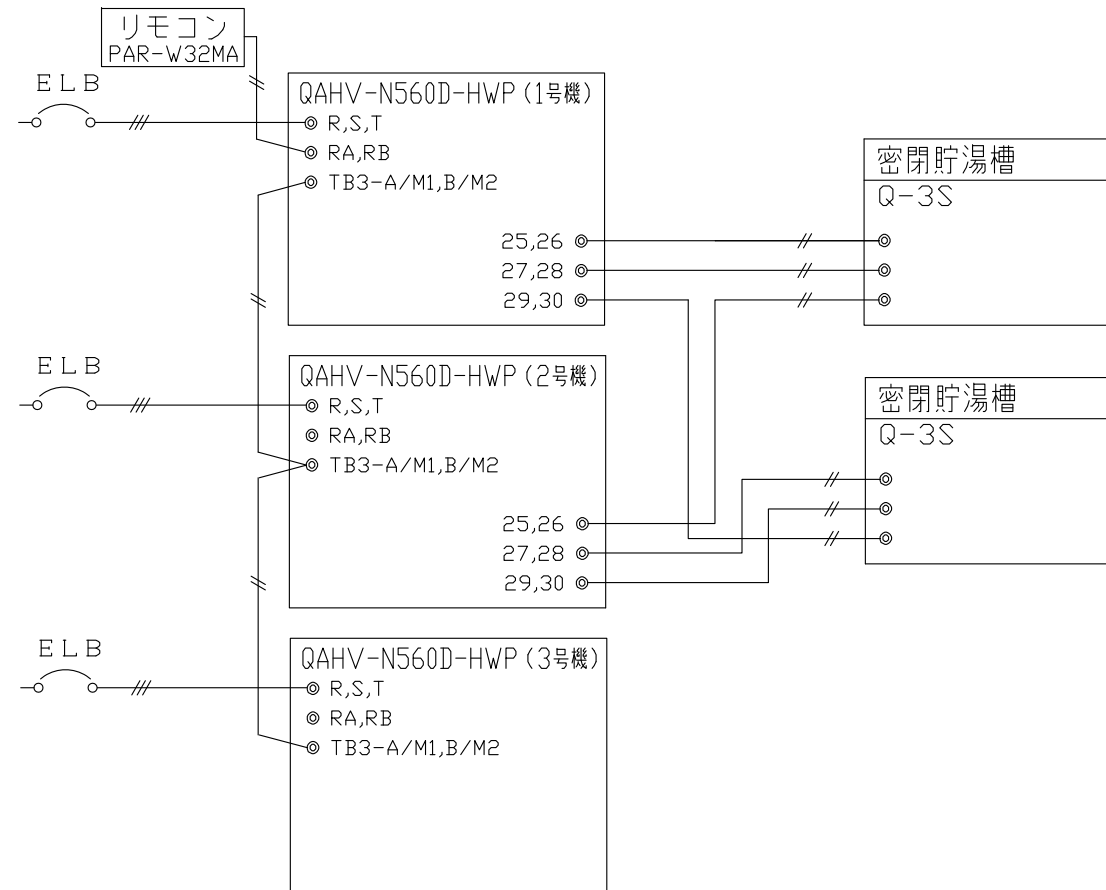 リモコン
PAR-W32MA
ELB
QAHV-N560D-HWP(1号機)
R,S,T
RA,RB
TB3-A/M1,B/M2
25,26
27,28
29,30
密閉貯湯槽
Q-3S
ELB
QAHV-N560D-HWP(2号機)
R,S,T
RA,RB
TB3-A/M1,B/M2
25,26
27,28
29,30
密閉貯湯槽
Q-3S
ELB
QAHV-N560D-HWP(3号機)
R,S,T
RA,RB
TB3-A/M1,B/M2